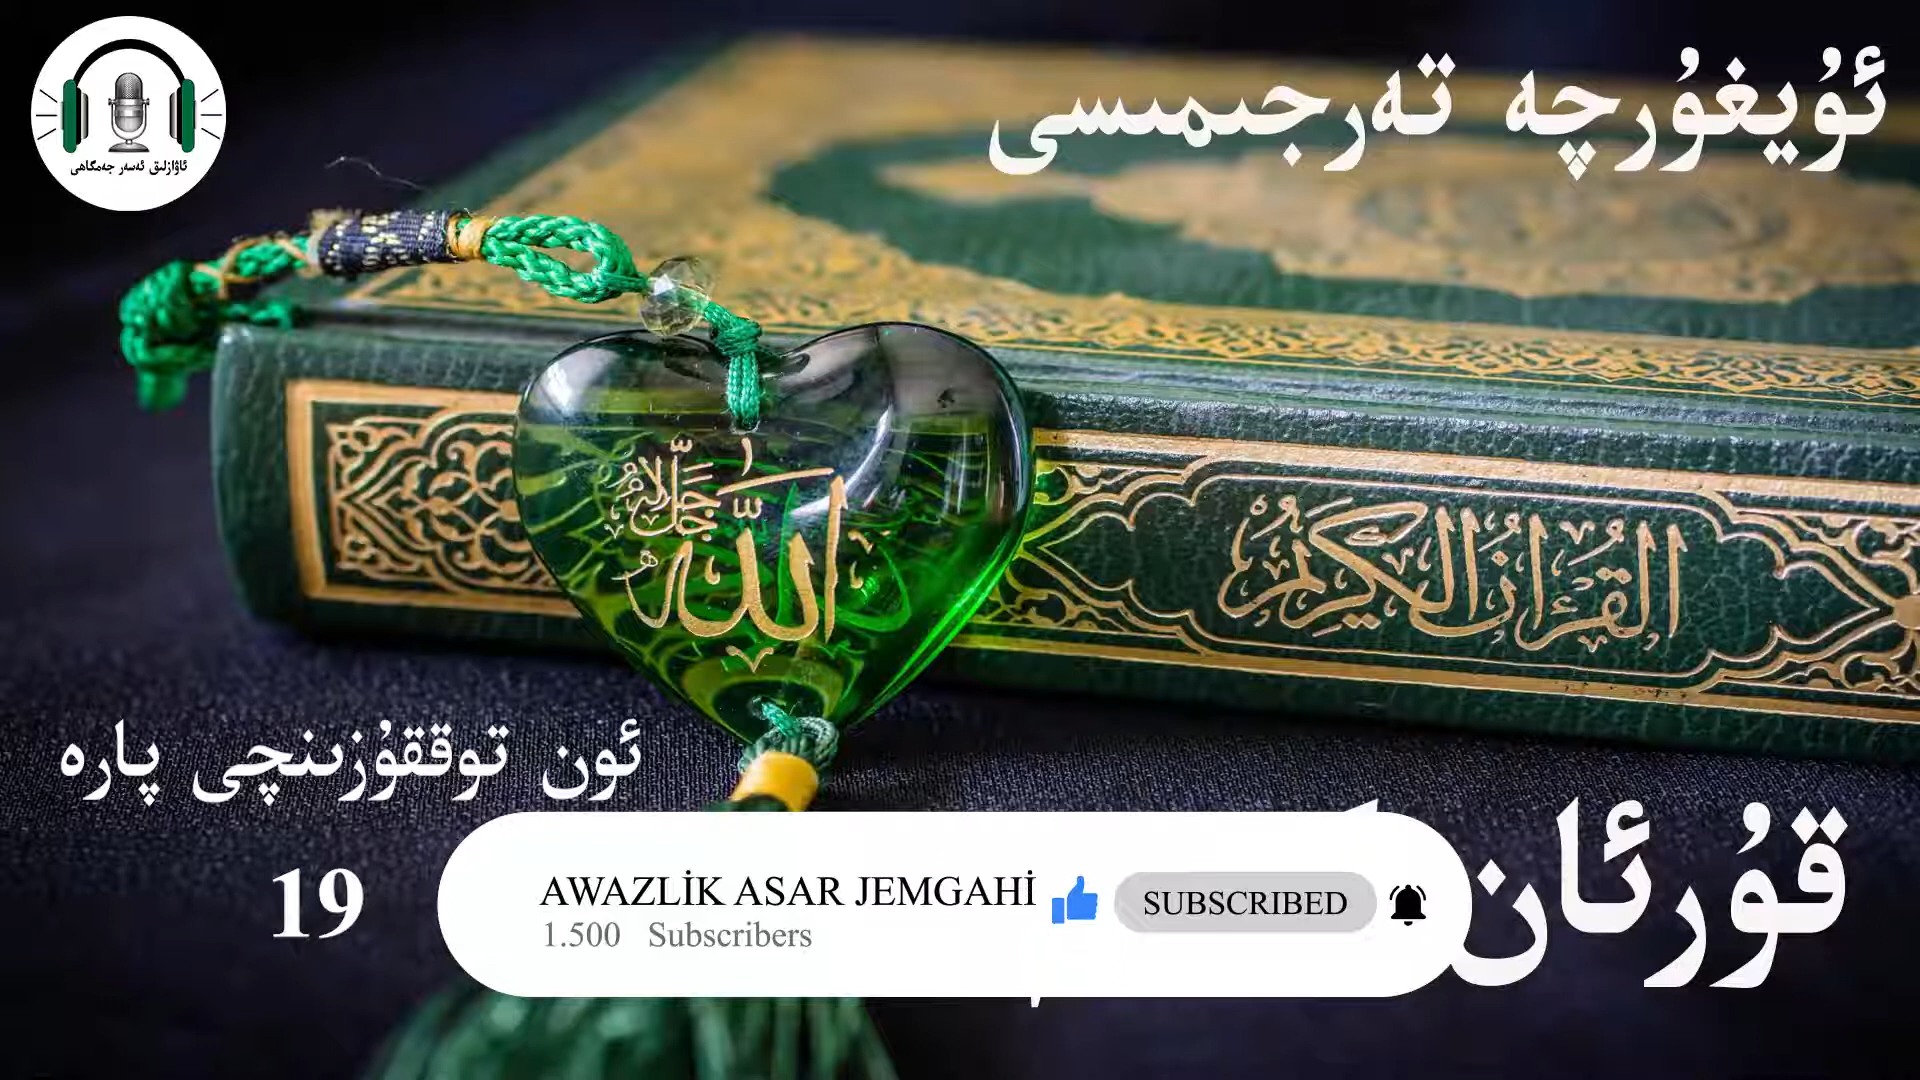 ئۇيغۇرچە تەرجىمىسى
ئاۋازلىق ئەسەر جەمگاھى
جل جلاله
الله
القرآن الكريم
ئون توققۇزىنچى پارە
19
قۇرئان
AWAZLİK ASAR JEMGAHİ
1.500 Subscribers
SUBSCRIBED